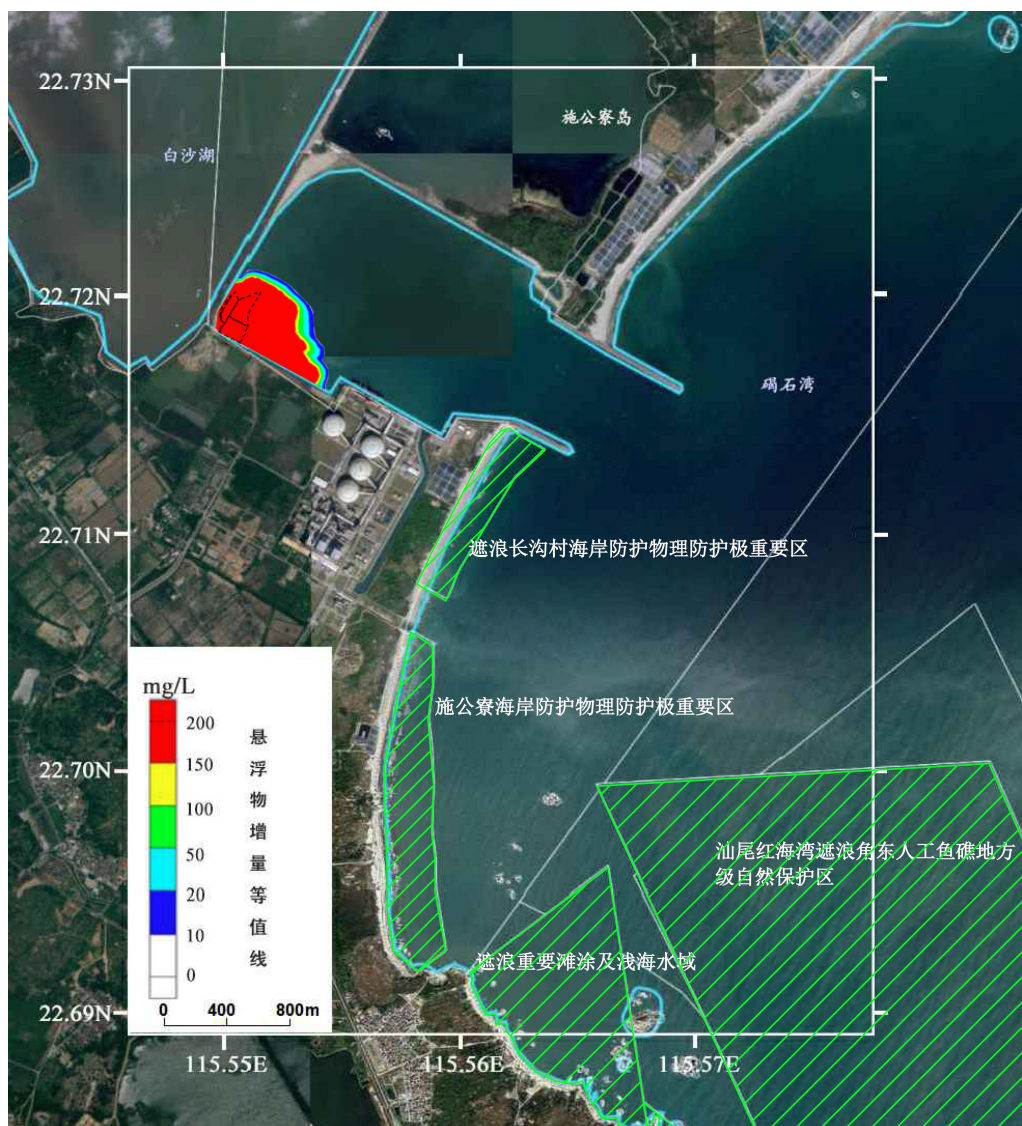 22.73N
施公寮岛
白沙湖
22.72N
碣石湾
22.71N
遮浪长沟村海岸防护物理防护极重要区
mg/L
200
150
100
50
20
10
0
悬浮物增量等值线
施公寮海岸防护物理防护极重要区
22.70N
汕尾红海湾遮浪角东人工鱼礁地方
级自然保护区
遮浪重要滩涂及浅海水域
0 400 800m
22.69N
115.55E 115.56E 115.57E